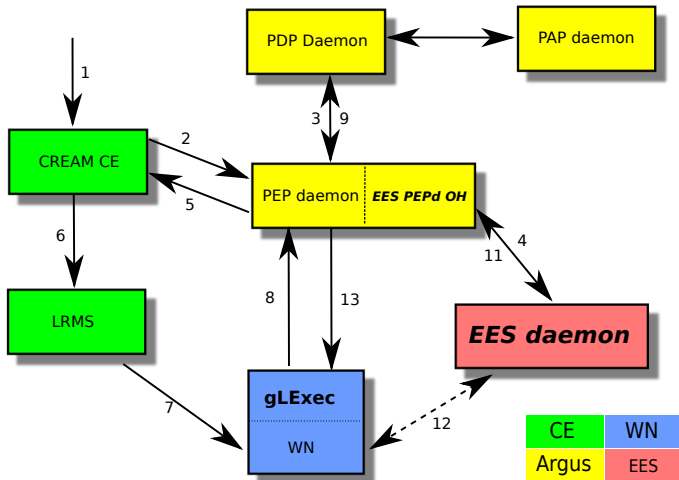 PDP Daemon
PAP daemon
1
3
9
2
CREAM CE
PEP daemon
EES PEPd OH
5
6
4
11
8
13
LRMS
EES daemon
gLExec
7
12
WN
CE
WN
Argus
EES